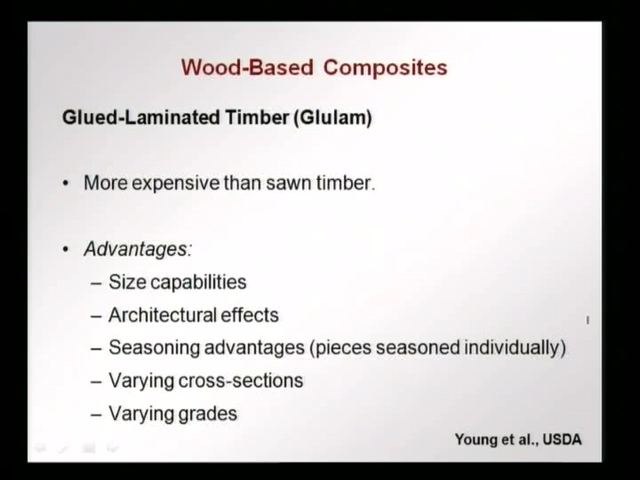 Wood-Based Composites
Glued-Laminated Timber (Glulam)
• More expensive than sawn timber.
• Advantages:
– Size capabilities
– Architectural effects
– Seasoning advantages (pieces seasoned individually)
– Varying cross-sections
– Varying grades
Young et al., USDA